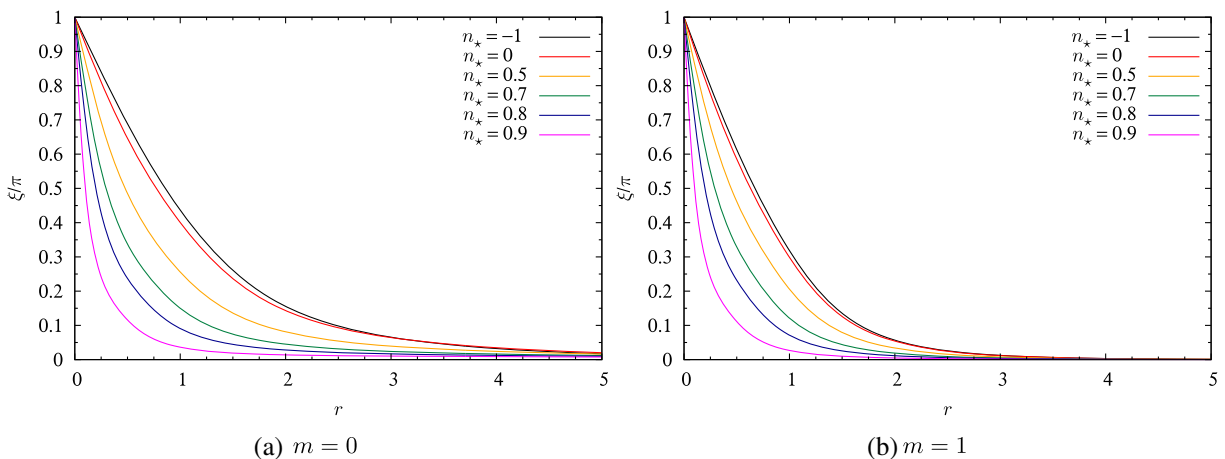 1
0.9
0.8
0.7
0.6
0.5
0.4
0.3
0.2
0.1
0
ξ/π
n⋆ = −1
n⋆ = 0
n⋆ = 0.5
n⋆ = 0.7
n⋆ = 0.8
n⋆ = 0.9
0 1 2 3 4 5
r
(a) m = 0
1
0.9
0.8
0.7
0.6
0.5
0.4
0.3
0.2
0.1
0
ξ/π
n⋆ = −1
n⋆ = 0
n⋆ = 0.5
n⋆ = 0.7
n⋆ = 0.8
n⋆ = 0.9
0 1 2 3 4 5
r
(b) m = 1